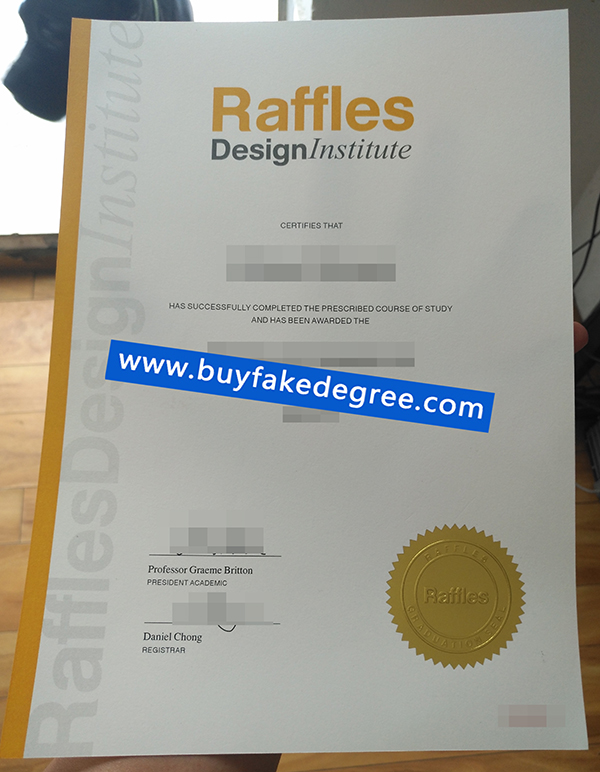 Raffles
DesignInstitute
CERTIFIES THAT
HAS SUCCESSFULLY COMPLETED THE PRESCRIBED COURSE OF STUDY
AND HAS BEEN AWARDED THE
www.buyfakedegree.com
Professor Graeme Britton
PRESIDENT ACADEMIC
Daniel Chong
REGISTRAR
RafflesDesignInstitute
RAFFLES
Raffles